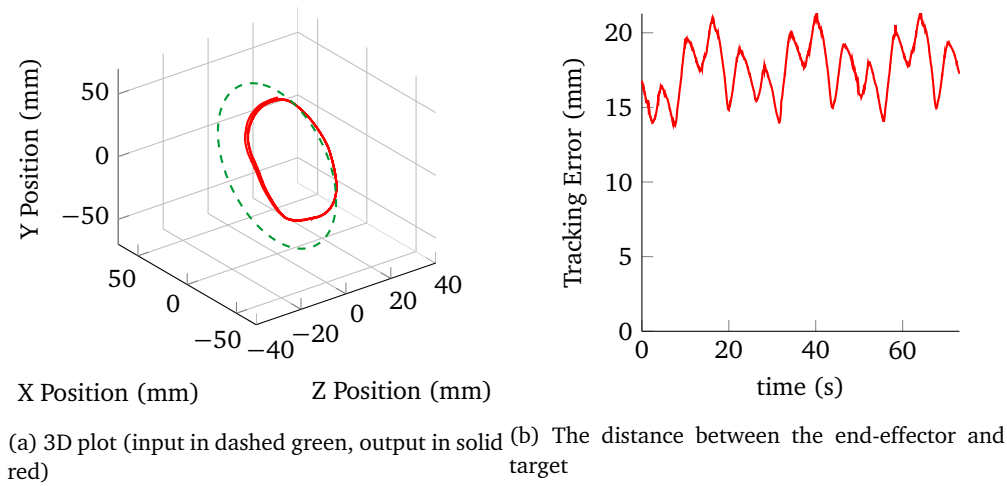 50
0
−50
Y Position (mm)
50
0
−50
−40
−20
0
20
40
X Position (mm)
Z Position (mm)
(a) 3D plot (input in dashed green, output in solid
red)
20
15
10
5
0
Tracking Error (mm)
0
20
40
60
time (s)
(b) The distance between the end-effector and
target